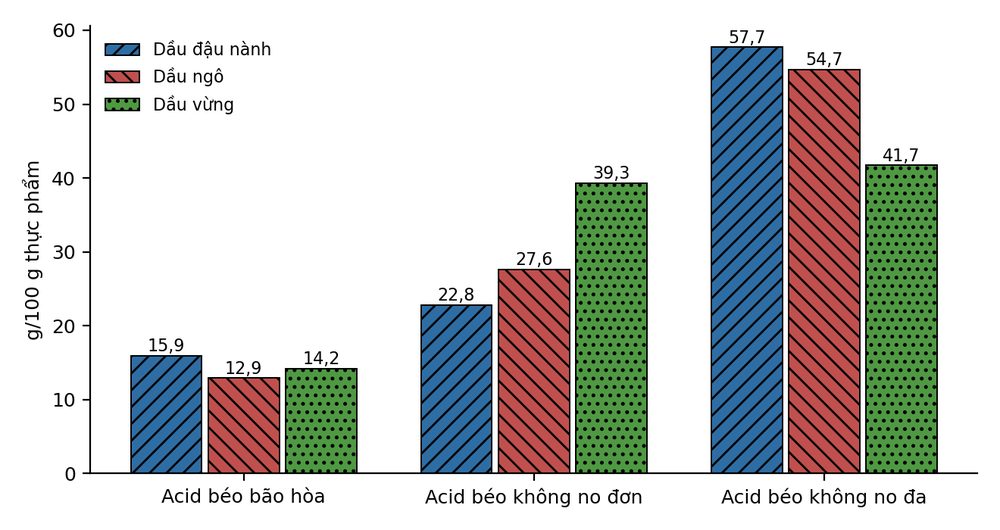 g/100 g thực phẩm
60
50
40
30
20
10
0
Dầu đậu nành
Dầu ngô
Dầu vừng
15,9
12,9
14,2
22,8
27,6
39,3
57,7
54,7
41,7
Acid béo bão hòa
Acid béo không no đơn
Acid béo không no đa